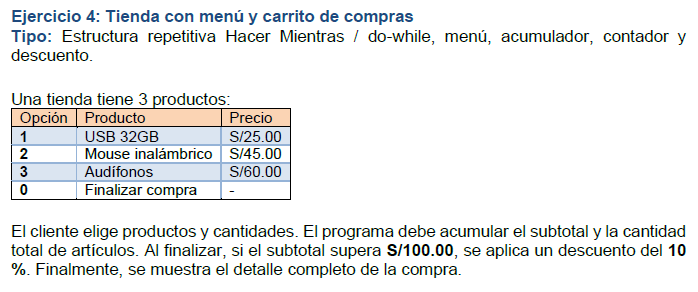 Ejercicio 4: Tienda con menú y carrito de compras
Tipo: Estructura repetitiva Hacer Mientras / do-while, menú, acumulador, contador y
descuento.
Una tienda tiene 3 productos:
Opción Producto Precio
1 USB 32GB S/25.00
2 Mouse inalámbrico S/45.00
3 Audífonos S/60.00
0 Finalizar compra -
El cliente elige productos y cantidades. El programa debe acumular el subtotal y la cantidad
total de artículos. Al finalizar, si el subtotal supera S/100.00, se aplica un descuento del 10
%. Finalmente, se muestra el detalle completo de la compra.